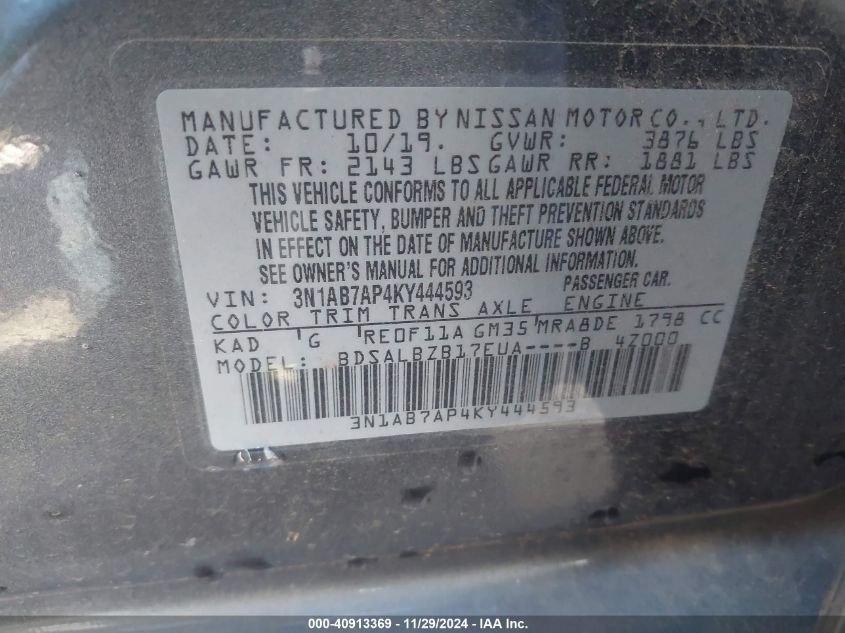 MANUFACTURED BY NISSAN MOTOR CO., LTD.
DATE: 10/19. GVWR: 3876 LBS
GAWR FR: 2143 LBS GAWR RR: 1881 LBS
THIS VEHICLE CONFORMS TO ALL APPLICABLE FEDERAL MOTOR
VEHICLE SAFETY, BUMPER AND THEFT PREVENTION STANDARDS
IN EFFECT ON THE DATE OF MANUFACTURE SHOWN ABOVE.
SEE OWNER'S MANUAL FOR ADDITIONAL INFORMATION.
VIN: 3N1AB7AP4KY444593 PASSENGER CAR.
COLOR TRIM TRANS AXLE ENGINE
KAD G RE0F11A GM35 MRA8DE 1798 CC
MODEL: BDSALBZB17EUA----B 4Z000
3N1AB7AP4KY444593
000-40913369 - 11/29/2024 - IAA Inc.